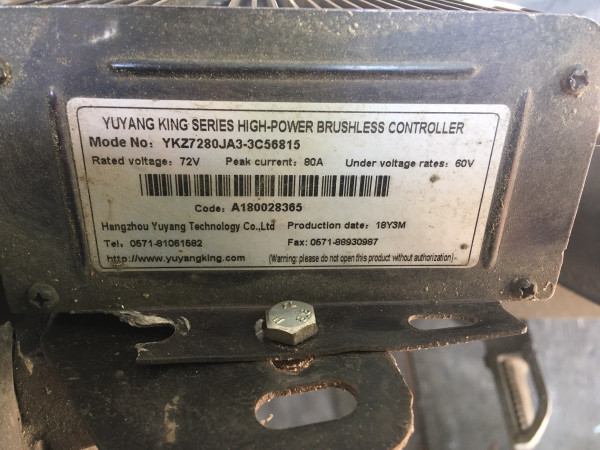 YUYANG KING SERIES HIGH-POWER BRUSHLESS CONTROLLER
Mode No: YKZ7280JA3-3C56815
Rated voltage: 72V Peak current: 80A Under voltage rates: 60V
Code: A180028365
Hangzhou Yuyang Technology Co.,Ltd Production date: 18Y3M
Tel: 0571-81061582 Fax: 0571-88930987
http://www.yuyangking.com (Warning: please do not open this product without authorization)